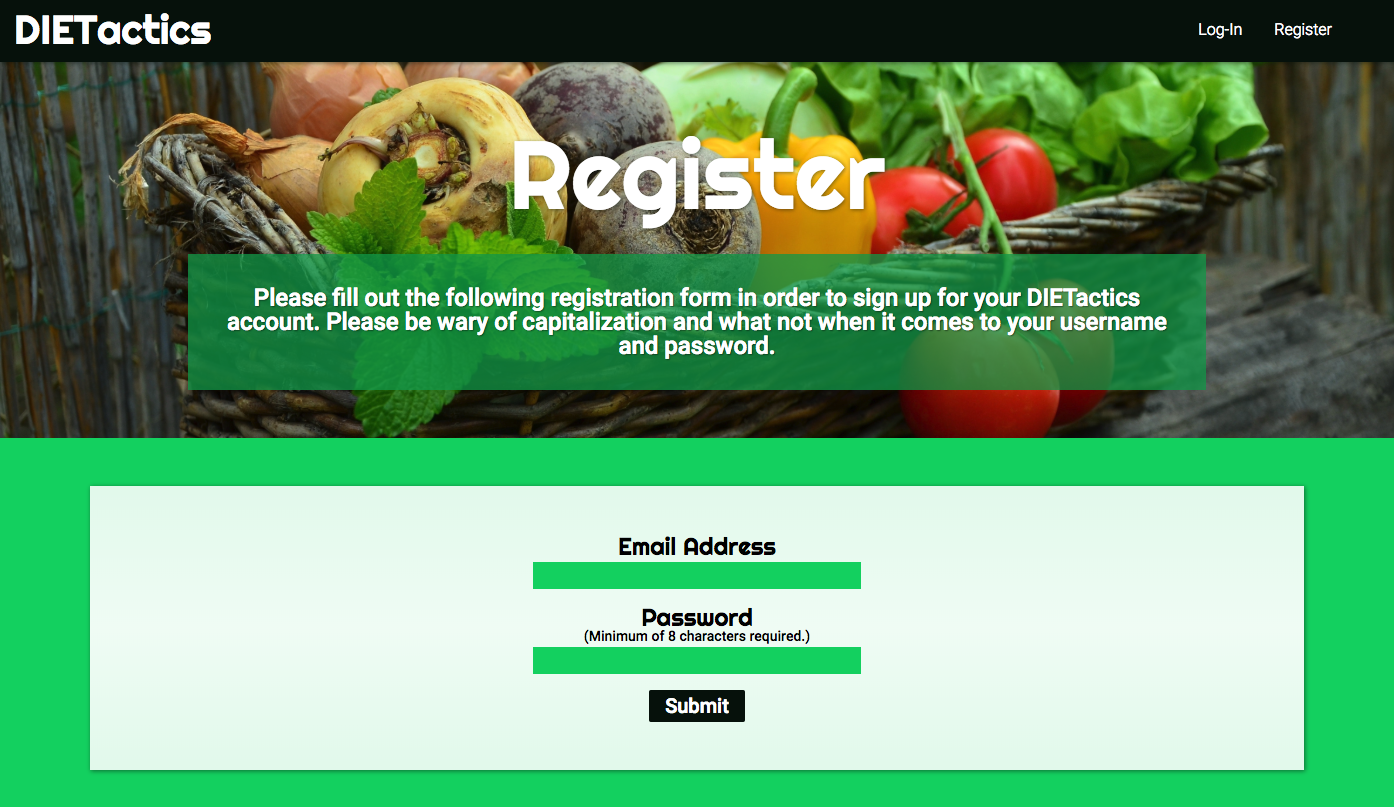 DIETactics
Log-In
Register
Register
Please fill out the following registration form in order to sign up for your DIETactics
account. Please be wary of capitalization and what not when it comes to your username
and password.
Email Address
Password
(Minimum of 8 characters required.)
Submit